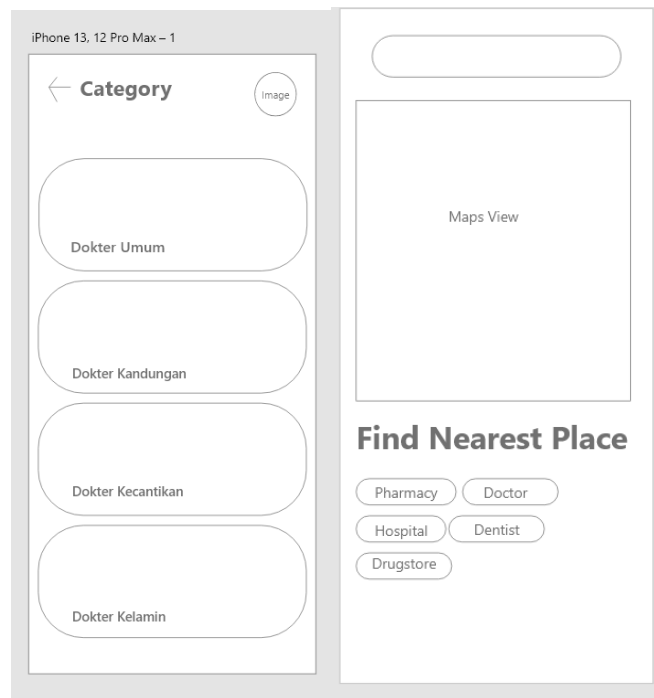 iPhone 13, 12 Pro Max – 1
Category
Image
Dokter Umum
Dokter Kandungan
Dokter Kecantikan
Dokter Kelamin
Maps View
Find Nearest Place
Pharmacy
Doctor
Hospital
Dentist
Drugstore